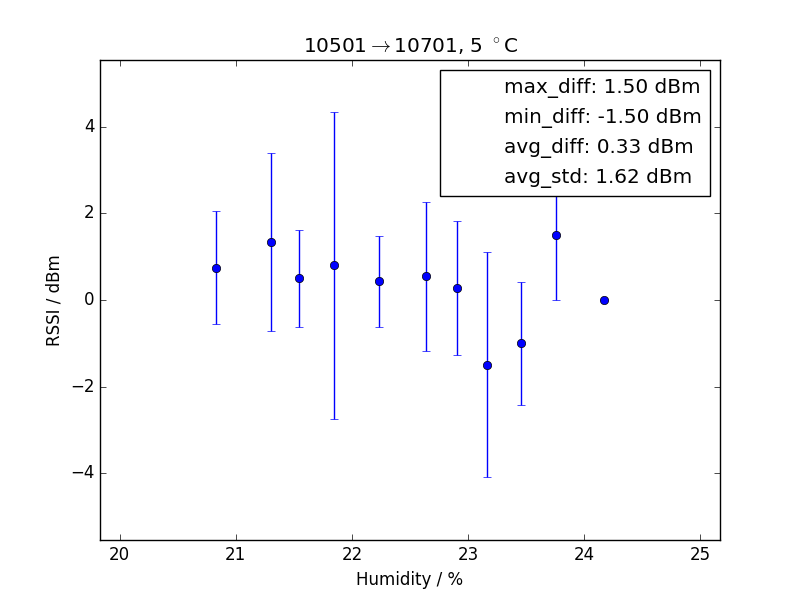 10501→10701, 5 °C
max_diff: 1.50 dBm
min_diff: -1.50 dBm
avg_diff: 0.33 dBm
avg_std: 1.62 dBm
RSSI / dBm
4
2
0
−2
−4
20 21 22 23 24 25
Humidity / %